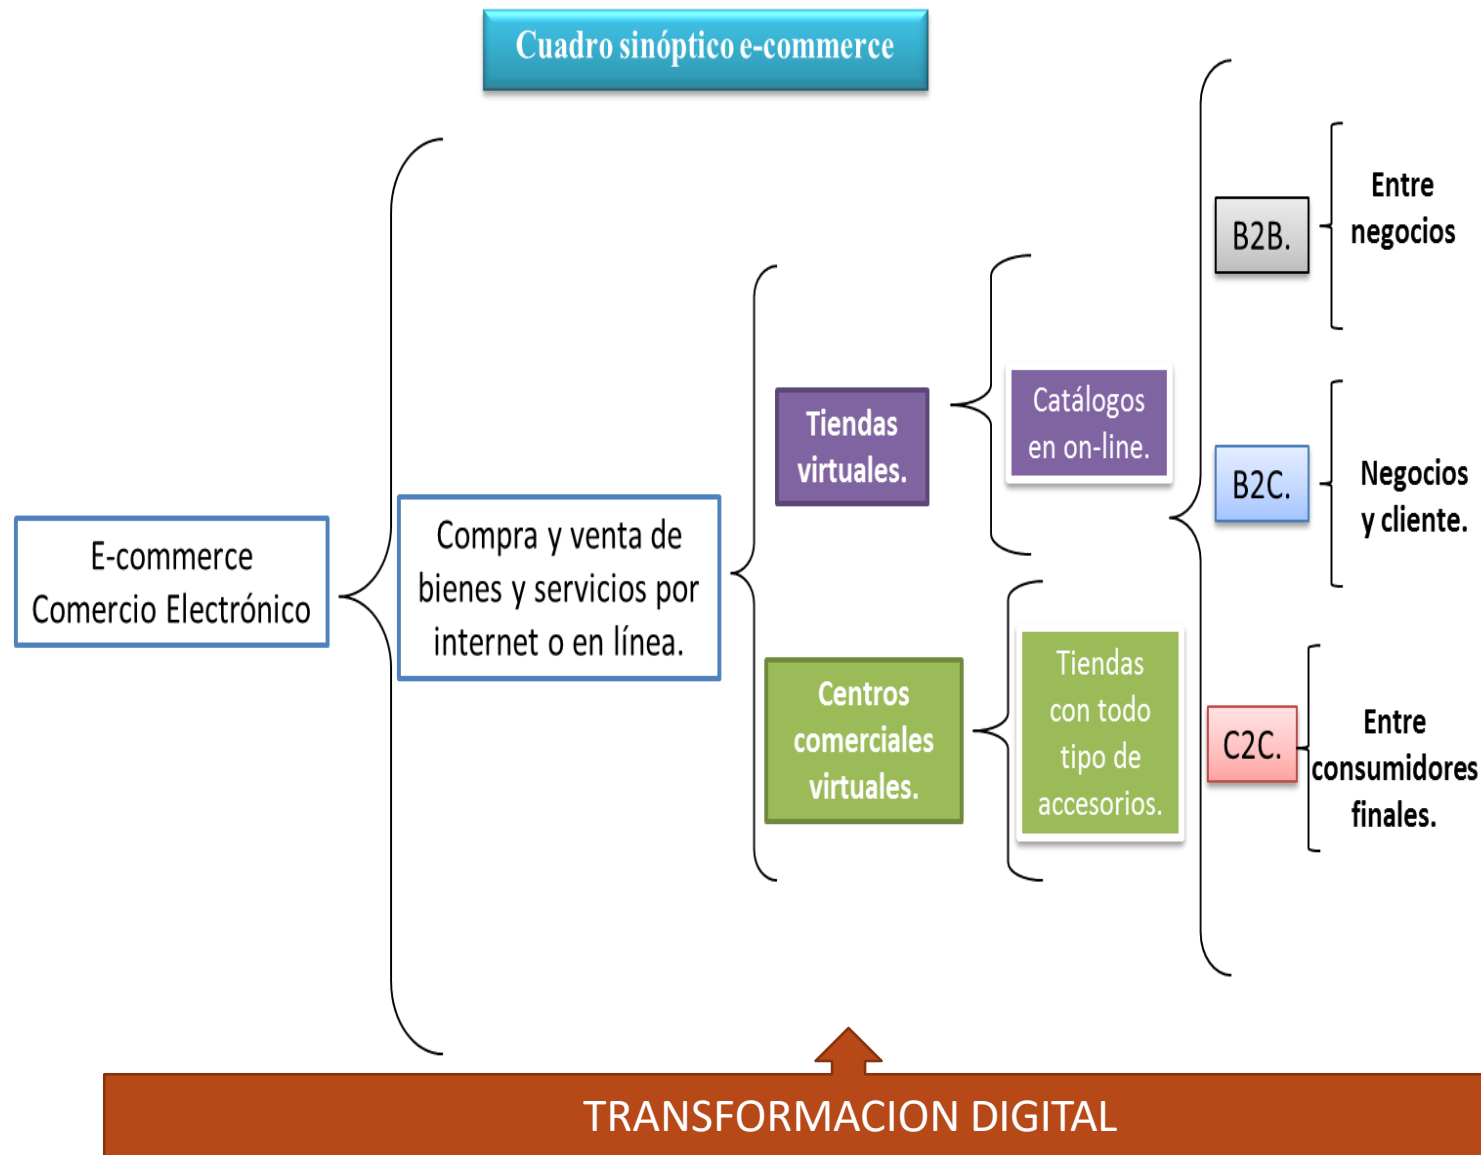 Cuadro sinóptico e-commerce
E-commerce
Comercio Electrónico
Compra y venta de
bienes y servicios por
internet o en línea.
Tiendas
virtuales.
Catálogos
en on-line.
Centros
comerciales
virtuales.
Tiendas
con todo
tipo de
accesorios.
B2B.
Entre
negocios
B2C.
Negocios
y cliente.
C2C.
Entre
consumidores
finales.
TRANSFORMACION DIGITAL